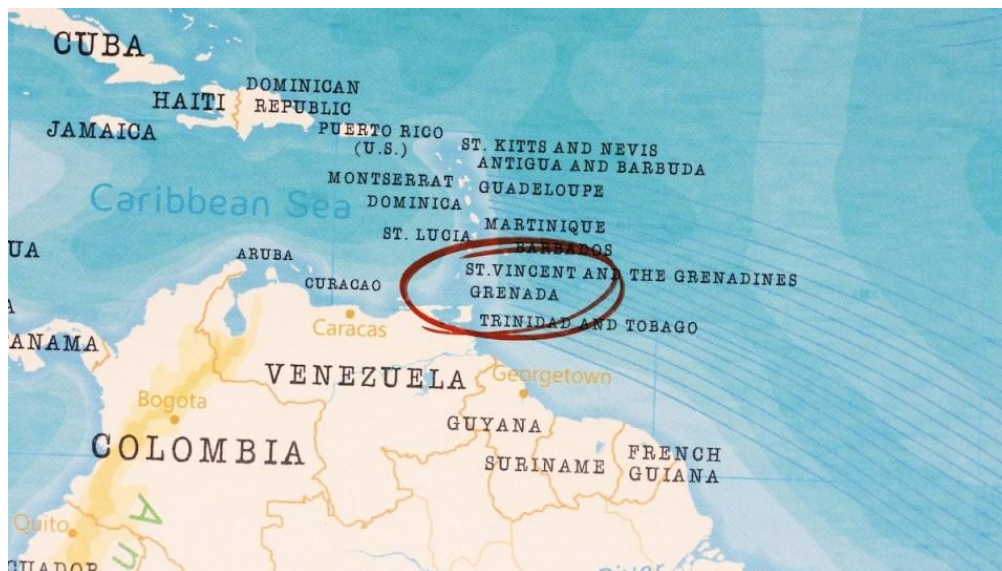 CUBA
DOMINICAN
HAITI
REPUBLIC
JAMAICA
PUERTO RICO
(U.S.)
ST. KITTS AND NEVIS
ANTIGUA AND BARBUDA
MONTSERRAT
GUADELOUPE
DOMINICA
Caribbean Sea
MARTINIQUE
ST. LUCIA
BARBADOS
UA
ARUBA
ST.VINCENT AND THE GRENADINES
CURACAO
GRENADA
A
TRINIDAD AND TOBAGO
Caracas
ANAMA
VENEZUELA
Georgetown
Bogota
GUYANA
COLOMBIA
FRENCH
SURINAME
GUIANA
A
Quito
n
CUADOR
River